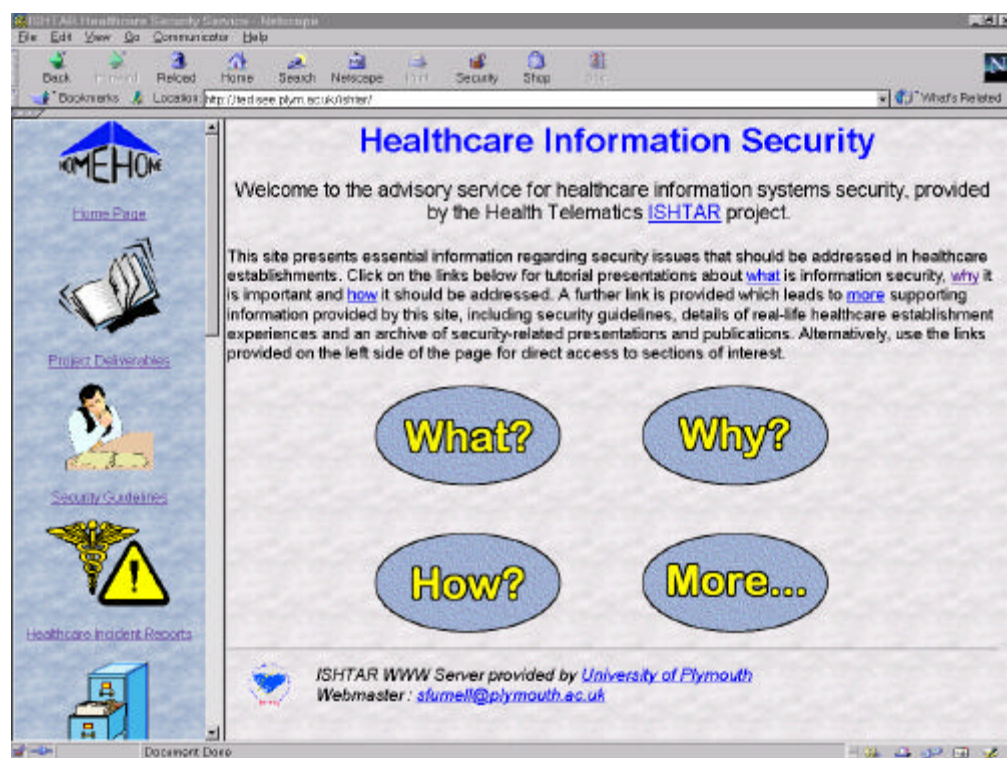 ISHTAR Healthcare Security Service - Netscape
File Edit View Go Communicator Help
Back Forward Reload Home Search Netscape Print Security Shop Stop
Bookmarks Location http://ted.see.plym.ac.uk/ishtar/ What's Related
HOME HOME
Home Page
Project Deliverables
Security Guidelines
Healthcare Incident Reports
Healthcare Information Security
Welcome to the advisory service for healthcare information systems security, provided
by the Health Telematics ISHTAR project.
This site presents essential information regarding security issues that should be addressed in healthcare
establishments. Click on the links below for tutorial presentations about what is information security, why it
is important and how it should be addressed. A further link is provided which leads to more supporting
information provided by this site, including security guidelines, details of real-life healthcare establishment
experiences and an archive of security-related presentations and publications. Alternatively, use the links
provided on the left side of the page for direct access to sections of interest.
What?
Why?
How?
More...
ISHTAR WWW Server provided by University of Plymouth
Webmaster : sfurnell@plymouth.ac.uk
Document Done